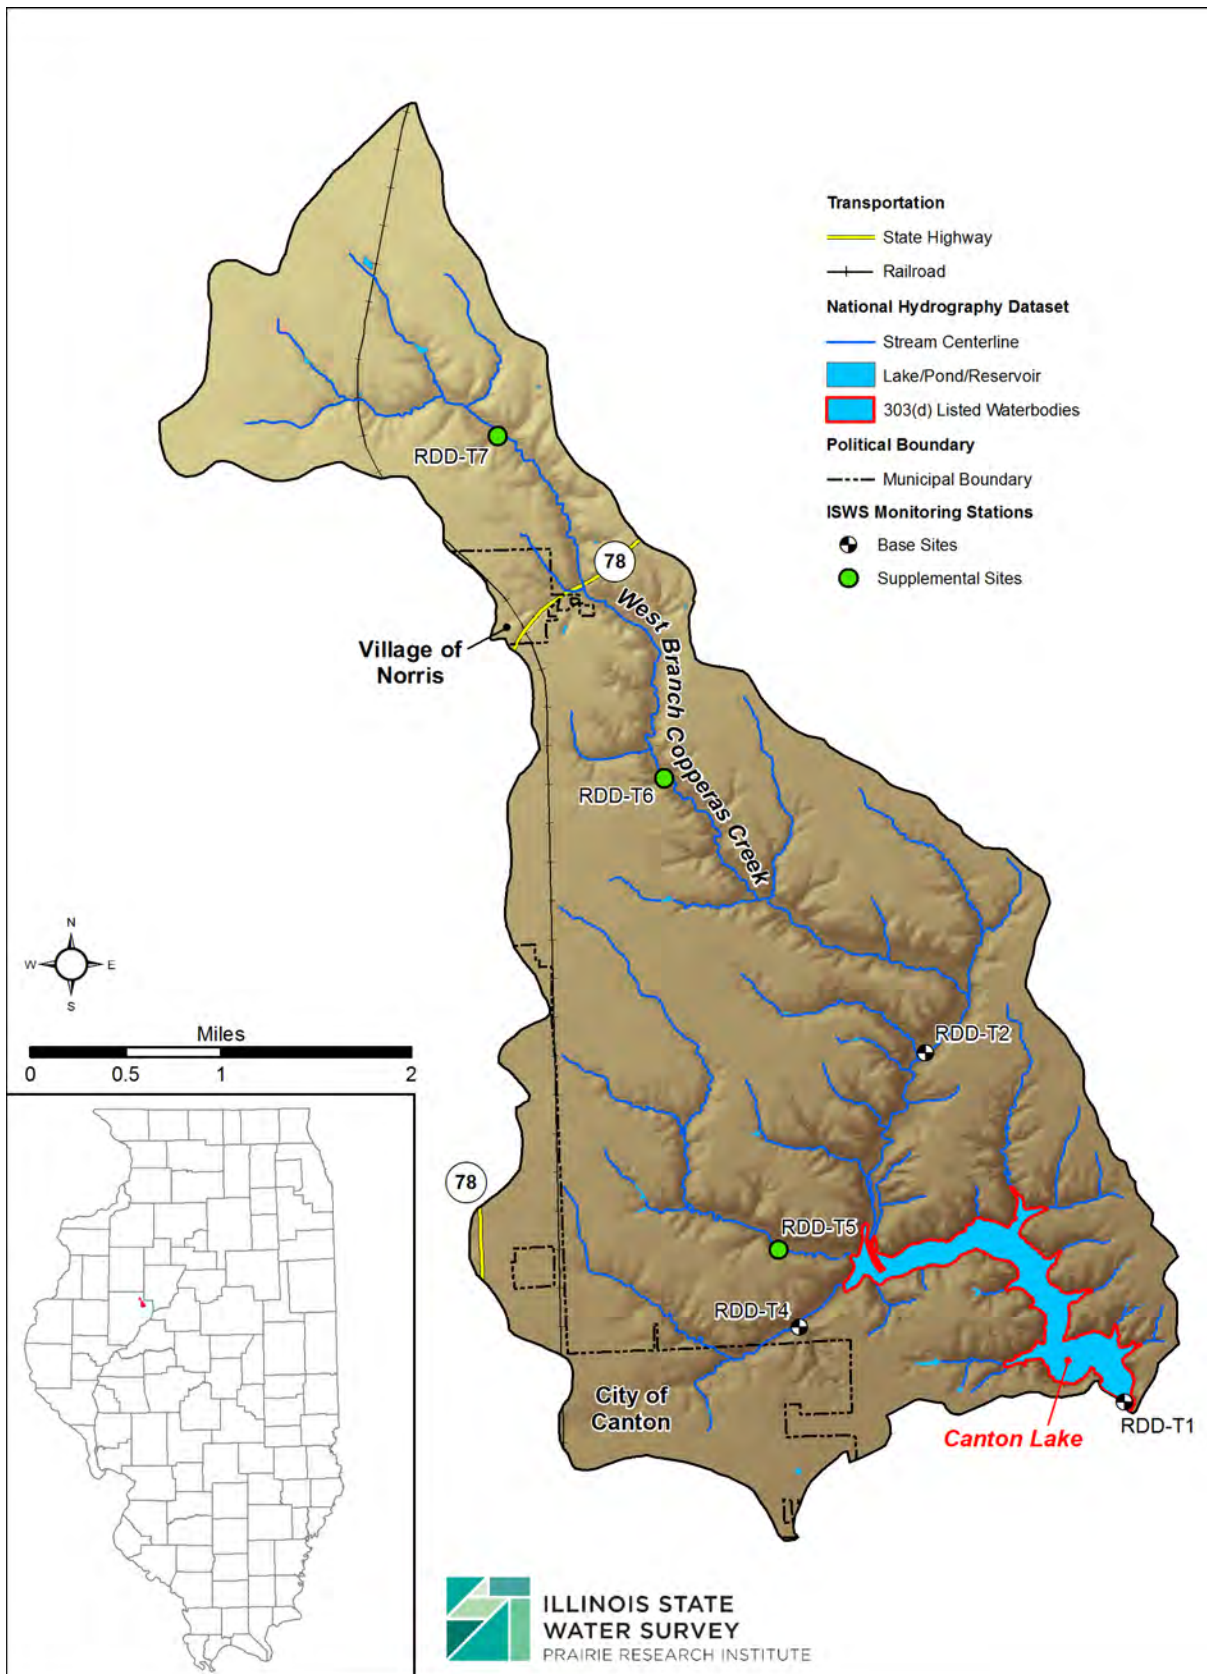 Transportation
State Highway
Railroad
National Hydrography Dataset
Stream Centerline
Lake/Pond/Reservoir
303(d) Listed Waterbodies
Political Boundary
Municipal Boundary
ISWS Monitoring Stations
Base Sites
Supplemental Sites
RDD-T7
78
West Branch Copperas Creek
Village of
Norris
RDD-T6
N
W
E
S
RDD-T2
Miles
0
0.5
1
2
78
RDD-T5
RDD-T4
City of
Canton
Canton Lake
RDD-T1
ILLINOIS STATE
WATER SURVEY
PRAIRIE RESEARCH INSTITUTE